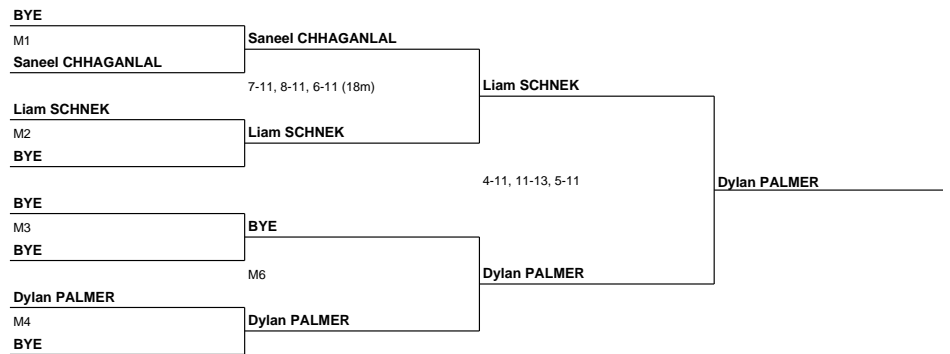 BYE
M1
Saneel CHHAGANLAL
Saneel CHHAGANLAL
7-11, 8-11, 6-11 (18m)
Liam SCHNEK
Liam SCHNEK
M2
BYE
Liam SCHNEK
4-11, 11-13, 5-11
Dylan PALMER
BYE
M3
BYE
BYE
M6
Dylan PALMER
Dylan PALMER
M4
BYE
Dylan PALMER